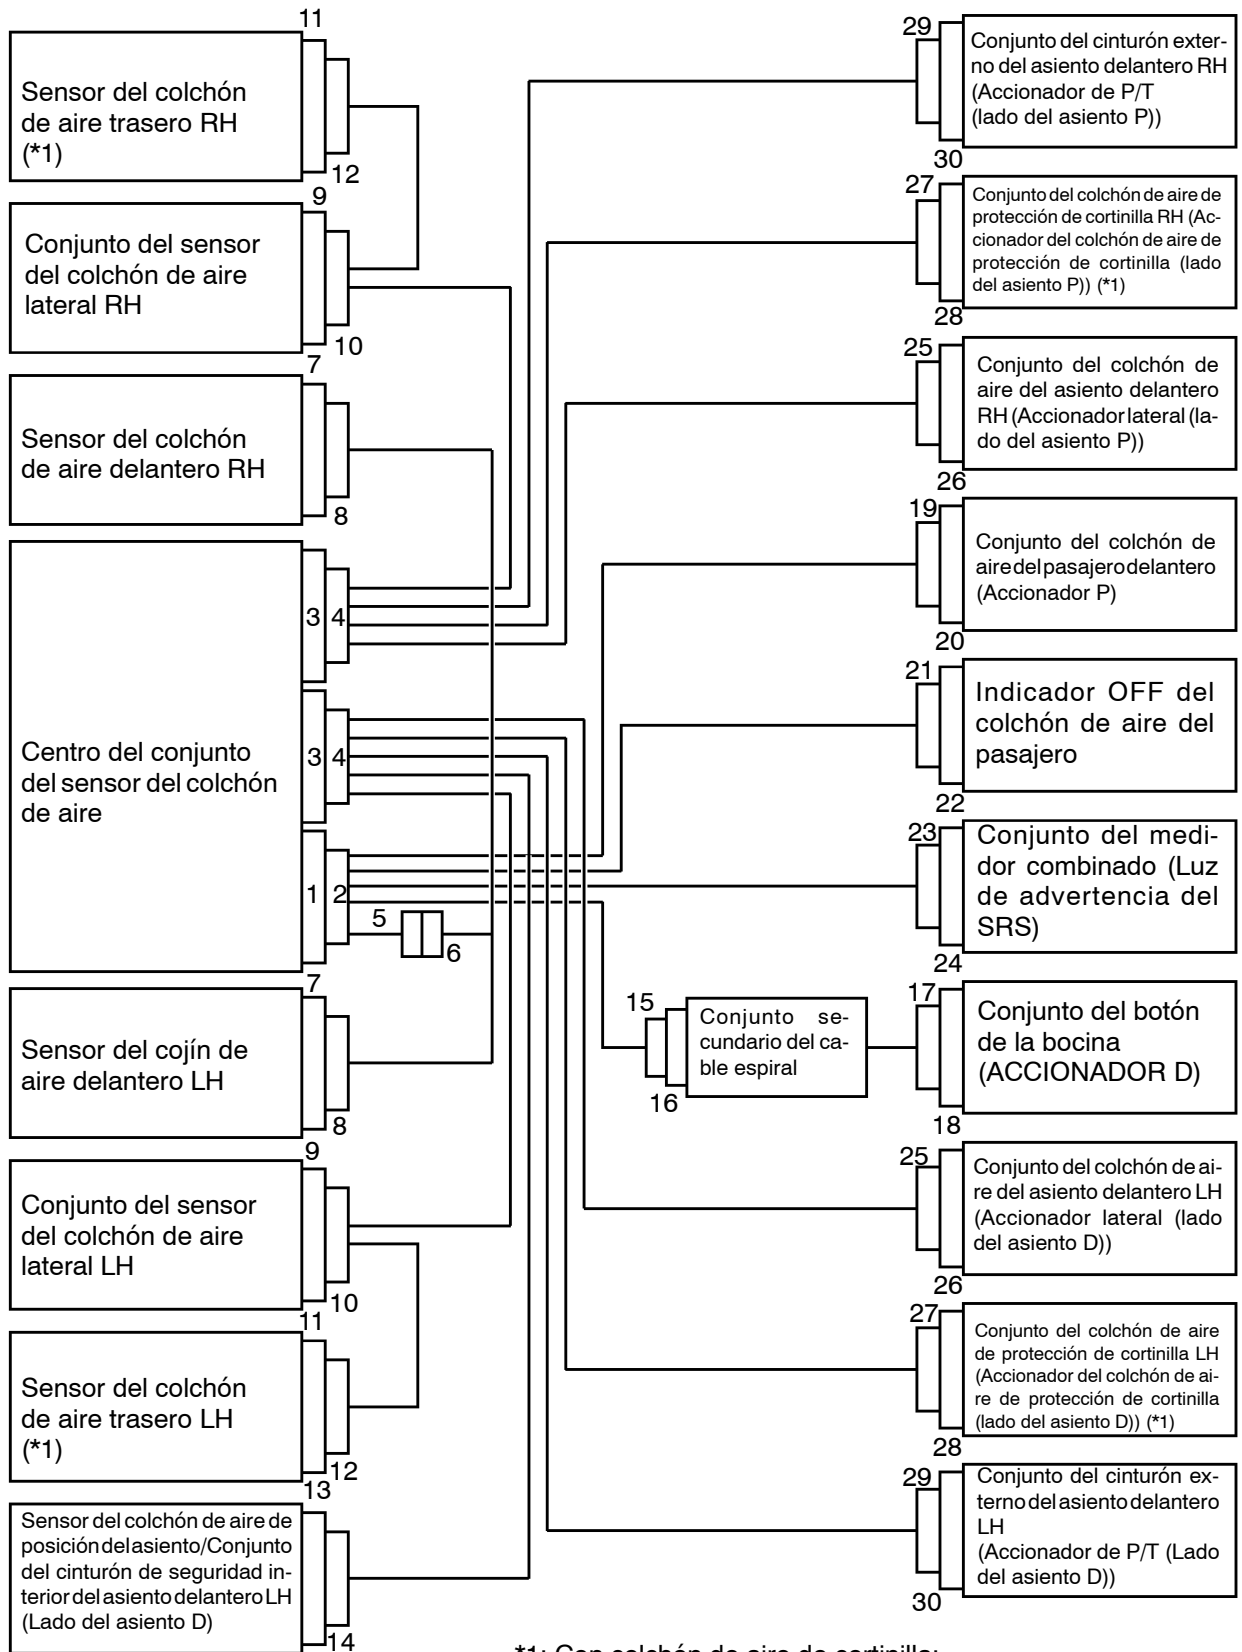 11
Sensor del colchón
de aire trasero RH
(*1)
12
9
Conjunto del sensor
del colchón de aire
lateral RH
10
7
Sensor del colchón
de aire delantero RH
8
Centro del conjunto
del sensor del colchón
de aire
3 4
3 4
1 2
5
6
7
Sensor del cojín de
aire delantero LH
8
9
Conjunto del sensor
del colchón de aire
lateral LH
10
11
Sensor del colchón
de aire trasero LH
(*1)
12
13
Sensor del colchón de aire de
posición del asiento/Conjunto
del cinturón de seguridad in-
terior del asiento delantero LH
(Lado del asiento D)
14
29
Conjunto del cinturón exter-
no del asiento delantero RH
(Accionador de P/T
(lado del asiento P))
30
27
Conjunto del colchón de aire de
protección de cortinilla RH (Ac-
cionador del colchón de aire de
protección de cortinilla (lado
del asiento P)) (*1)
28
25
Conjunto del colchón de
aire del asiento delantero
RH (Accionador lateral (la-
do del asiento P))
26
19
Conjunto del colchón de
aire del pasajero delantero
(Accionador P)
20
21
Indicador OFF del
colchón de aire del
pasajero
22
23
Conjunto del medi-
dor combinado (Luz
de advertencia del
SRS)
24
15
Conjunto se-
cundario del ca-
ble espiral
16
17
Conjunto del botón
de la bocina
(ACCIONADOR D)
18
25
Conjunto del colchón de ai-
re del asiento delantero LH
(Accionador lateral (lado
del asiento D))
26
27
Conjunto del colchón de aire
de protección de cortinilla LH
(Accionador del colchón de ai-
re de protección de cortinilla
(lado del asiento D)) (*1)
28
29
Conjunto del cinturón ex-
terno del asiento delantero
LH
(Accionador de P/T (Lado
del asiento D))
30
*1: Con colchón de aire de cortinilla: